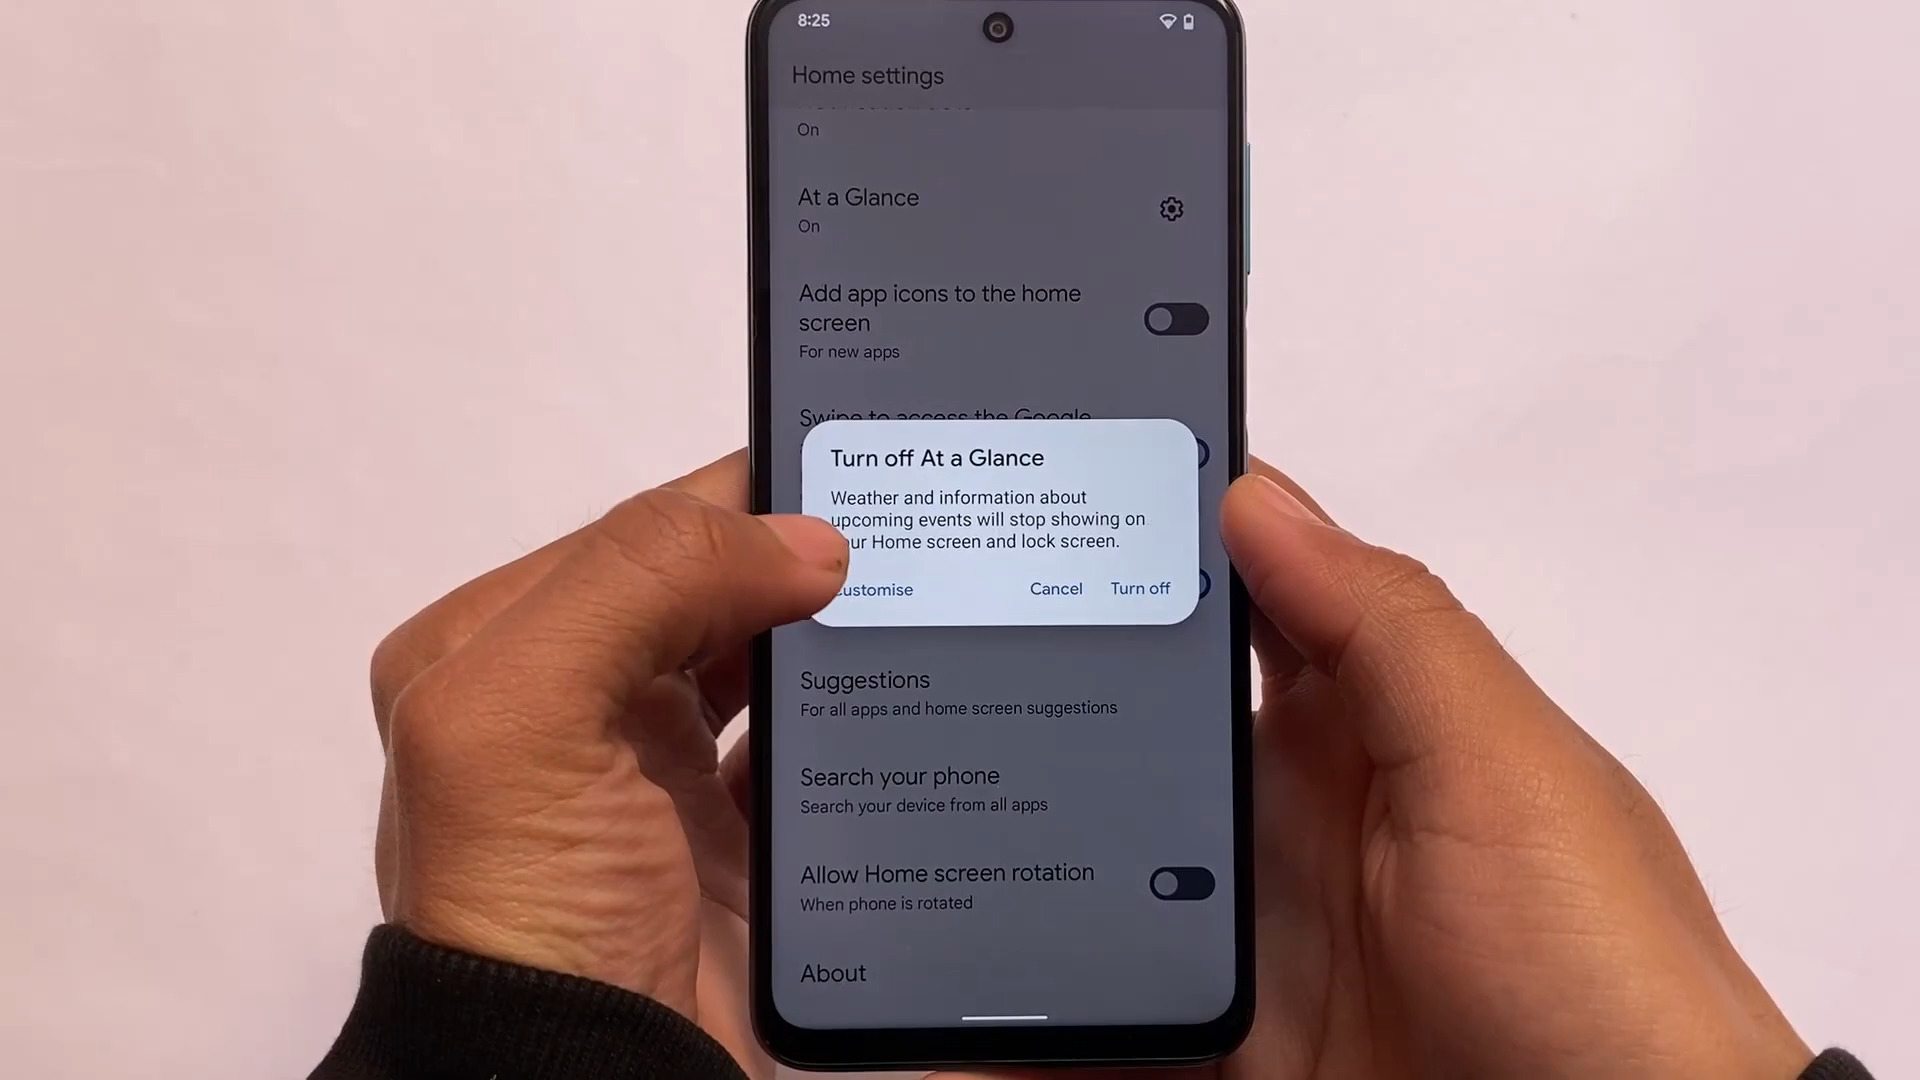 8:25
Home settings
On
At a Glance
On
Add app icons to the home
screen
For new apps
Swipe to access the Google
Turn off At a Glance
Weather and information about
upcoming events will stop showing on
our Home screen and lock screen.
ustomise
Cancel Turn off
Suggestions
For all apps and home screen suggestions
Search your phone
Search your device from all apps
Allow Home screen rotation
When phone is rotated
About